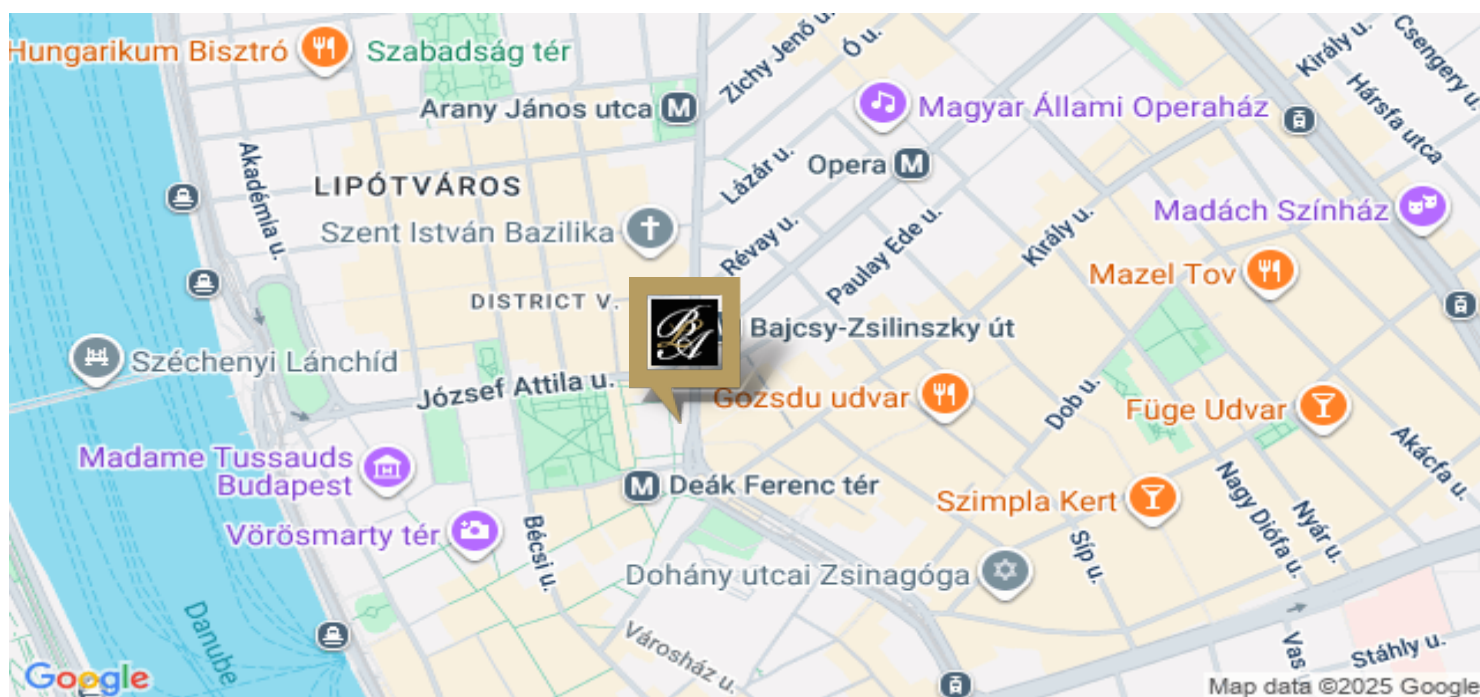 Hungarikum Bisztró
Szabadság tér
Zichy Jenő u.
Ó u.
Király u.
Csengery u.
Arany János utca
M
Magyar Állami Operaház
Hársfa utca
Akadémia u.
LIPÓTVÁROS
Lázár u.
Opera
M
Szent István Bazilika
Révay u.
Paulay Ede u.
Király u.
Madách Színház
Mazel Tov
DISTRICT V.
Bajcsy-Zsilinszky út
Széchenyi Lánchíd
József Attila u.
Gozsdu udvar
Dob u.
Füge Udvar
Akácfa u.
Madame Tussauds
Budapest
M
Deák Ferenc tér
Szimpla Kert
Nagy Diófa u.
Nyár u.
Vörösmarty tér
Bécsi u.
Síp u.
Dohány utcai Zsinagóga
Danube
Városház u.
Vas
Stáhly u.
Google
Map data ©2025 Google